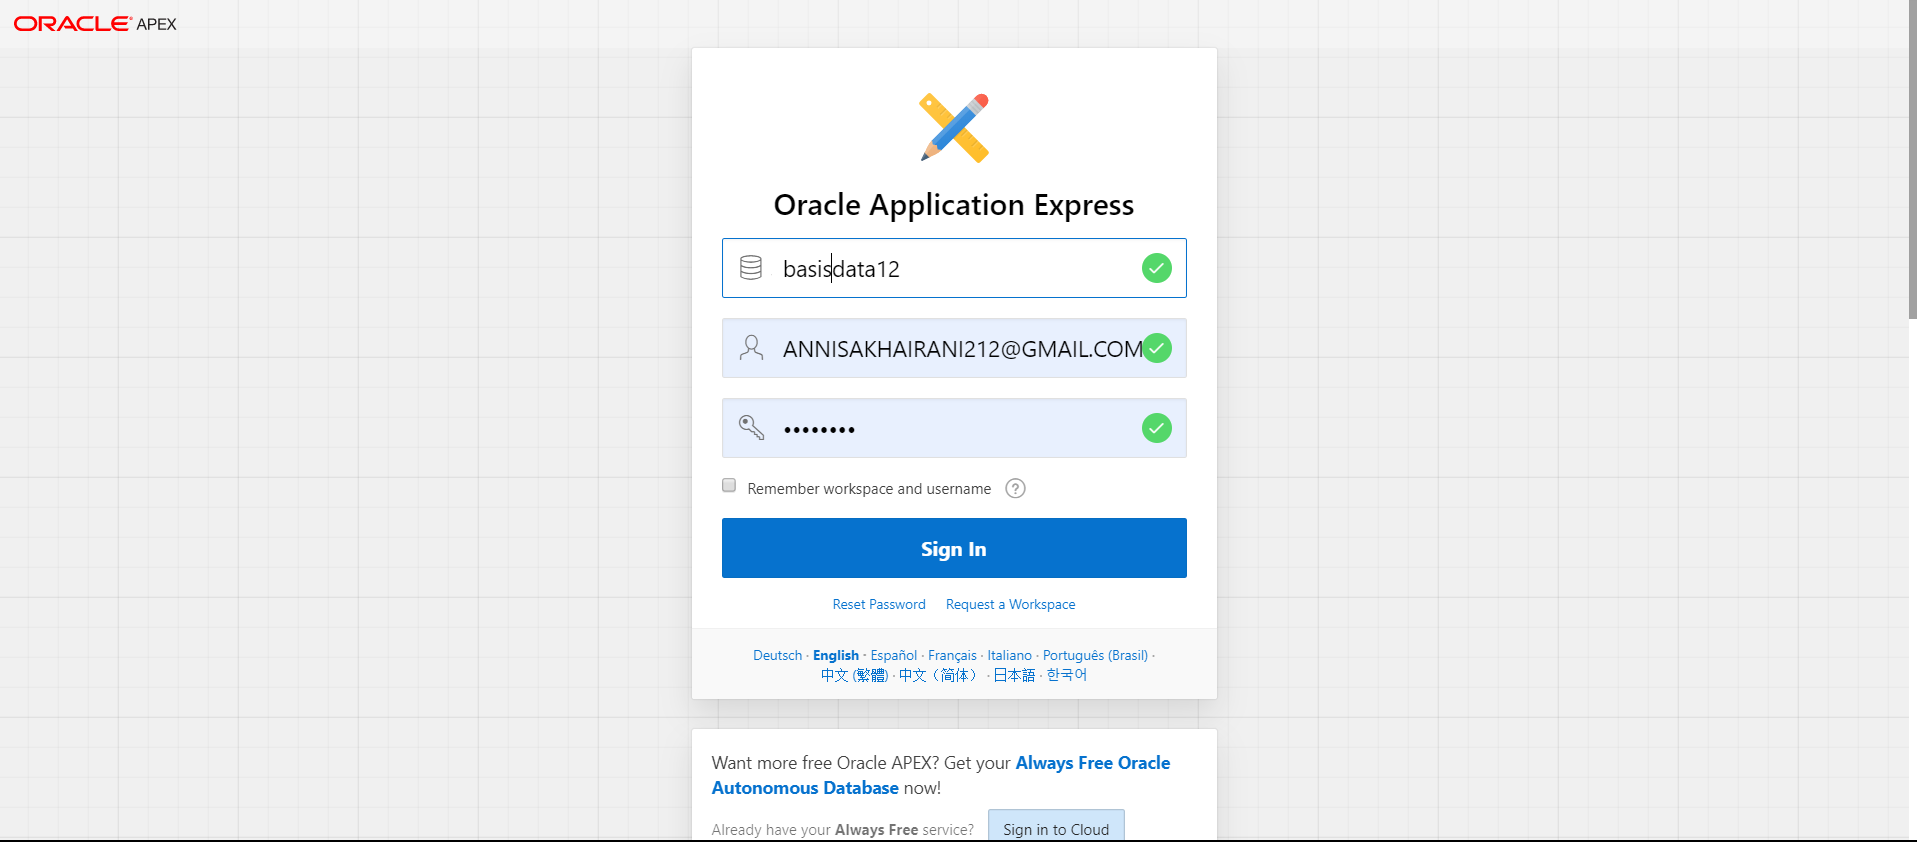 ORACLE APEX
Oracle Application Express
basisdata12
ANNISAKHAIRANI212@GMAIL.COM
••••••••
Remember workspace and username ?
Sign In
Reset Password Request a Workspace
Deutsch · English · Español · Français · Italiano · Português (Brasil) ·
中文 (繁體) · 中文（简体） · 日本語 · 한국어
Want more free Oracle APEX? Get your Always Free Oracle
Autonomous Database now!
Already have your Always Free service? Sign in to Cloud